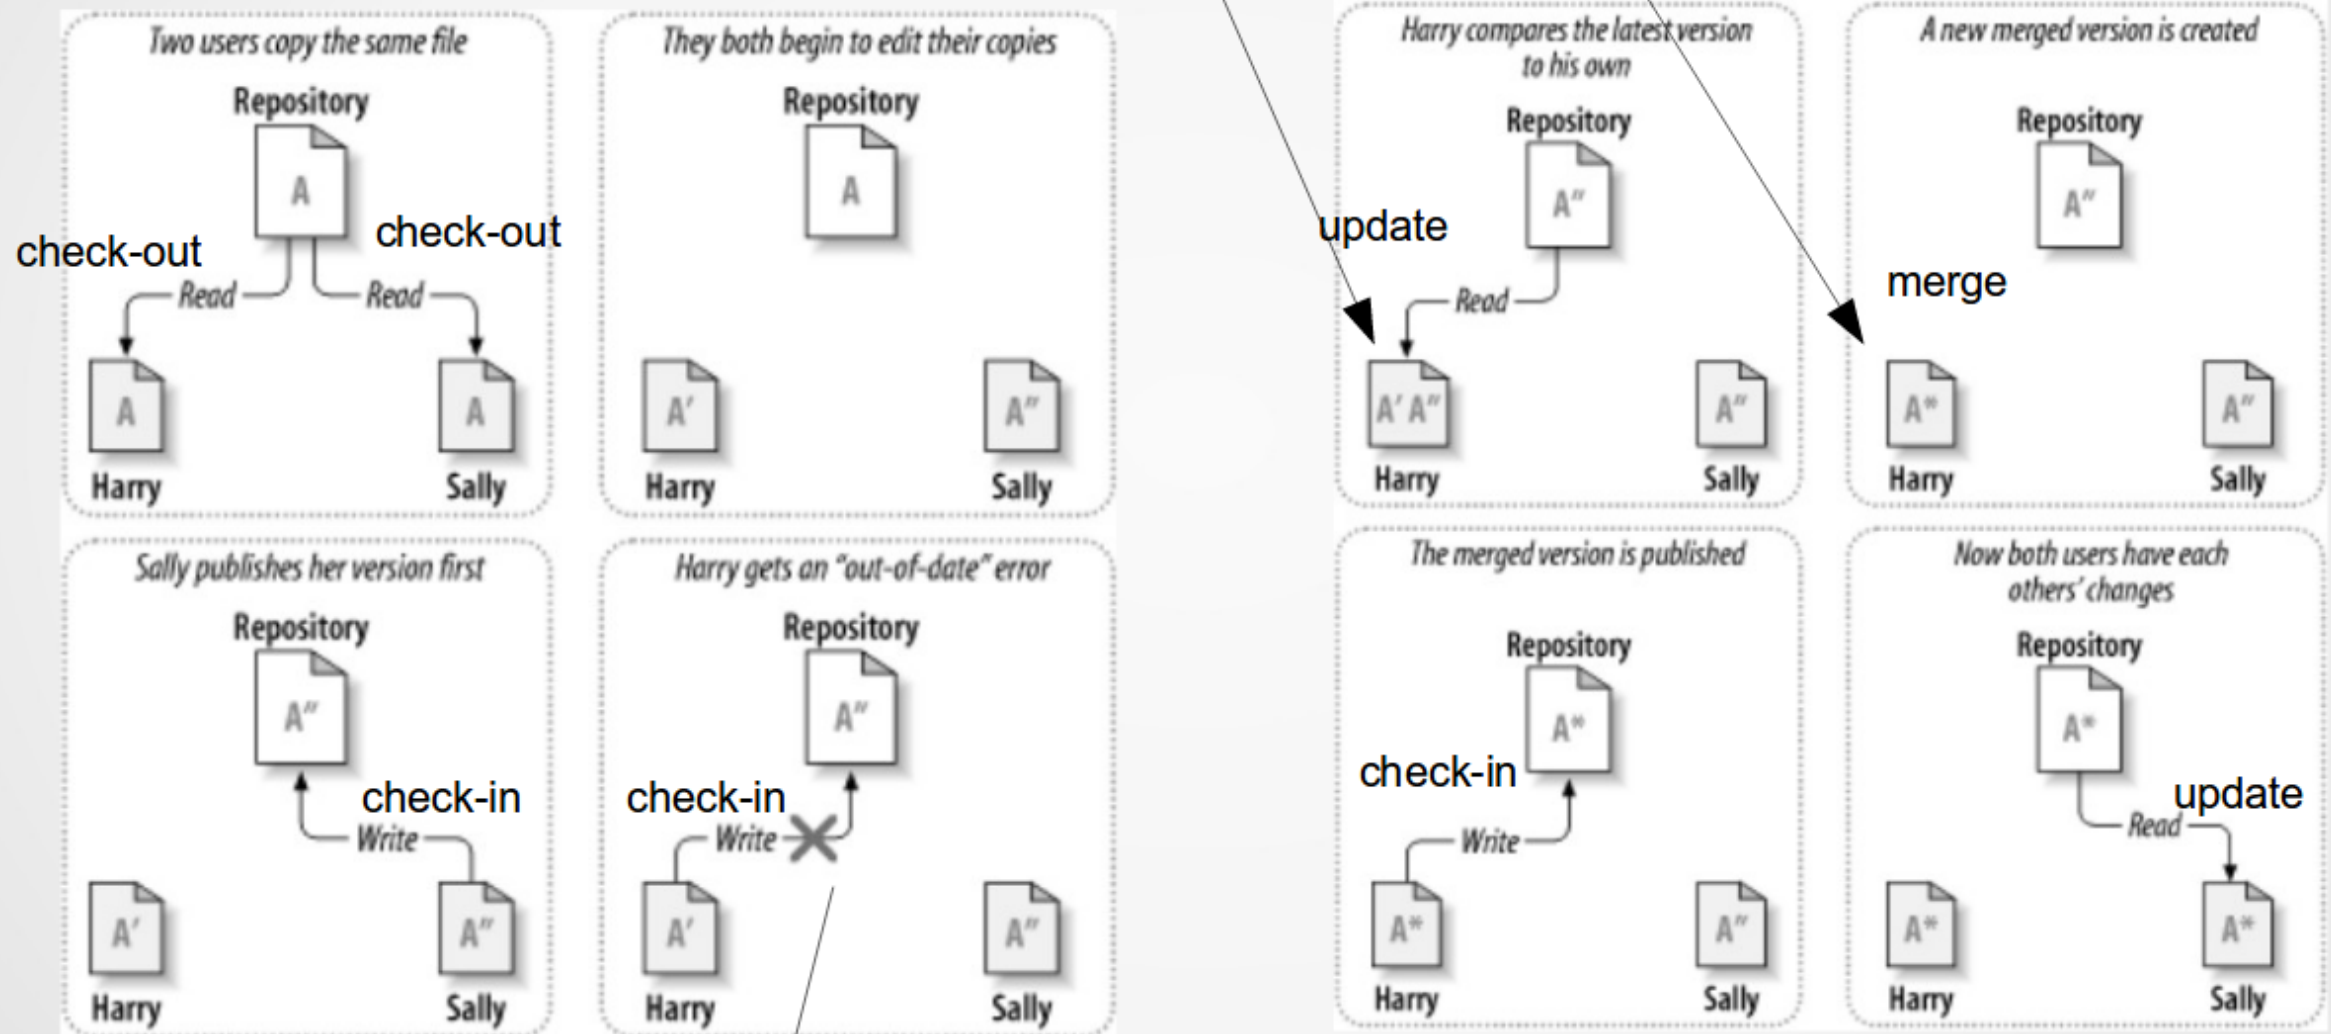 Two users copy the same file
Repository
A
check-out
check-out
Read
Read
A
A
Harry
Sally
They both begin to edit their copies
Repository
A
A′
A″
Harry
Sally
Sally publishes her version first
Repository
A″
check-in
Write
A′
A″
Harry
Sally
Harry gets an “out-of-date” error
Repository
A″
check-in
Write
A′
A″
Harry
Sally
Harry compares the latest version
to his own
Repository
A″
update
Read
A′ A″
A″
Harry
Sally
A new merged version is created
Repository
A″
merge
A*
A″
Harry
Sally
The merged version is published
Repository
A*
check-in
Write
A*
A″
Harry
Sally
Now both users have each
others’ changes
Repository
A*
update
Read
A*
A*
Harry
Sally